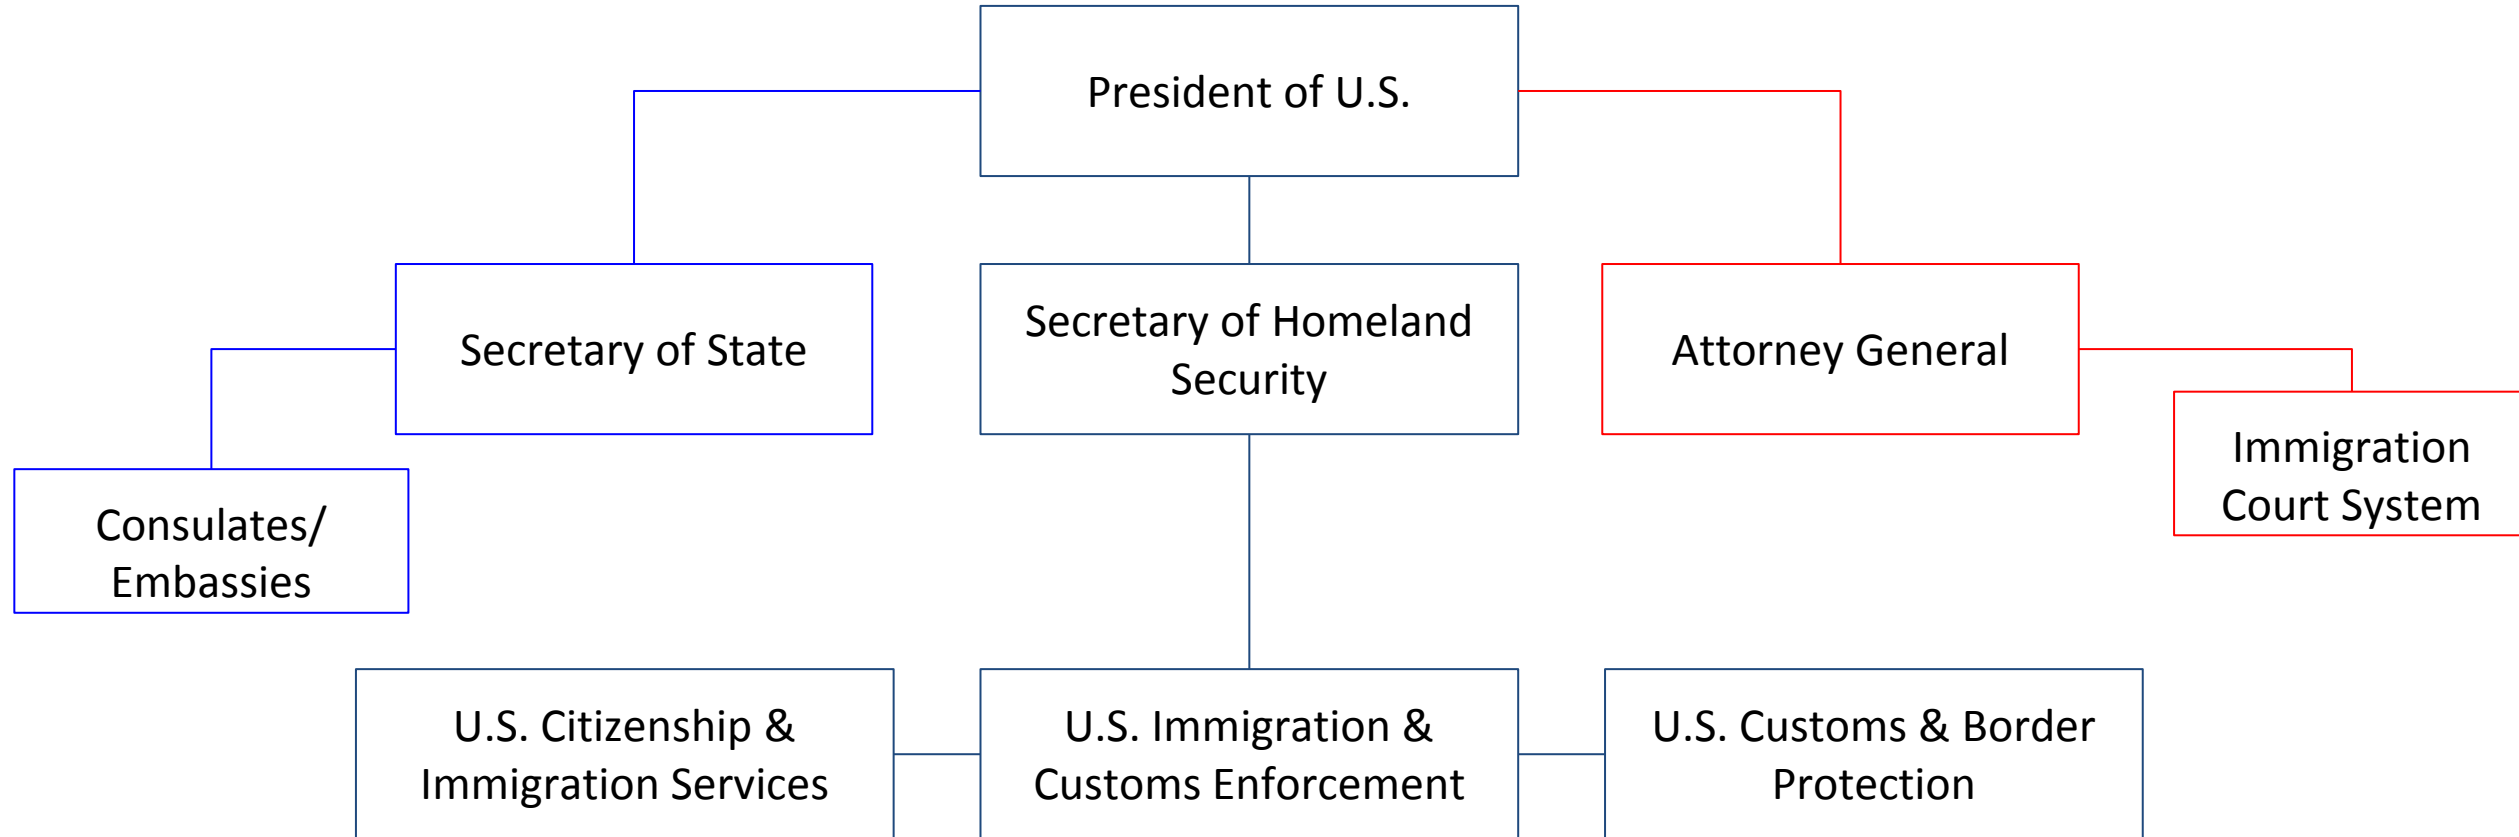 President of U.S.
Secretary of State
Secretary of Homeland
Security
Attorney General
Immigration
Court System
Consulates/
Embassies
U.S. Citizenship &
Immigration Services
U.S. Immigration &
Customs Enforcement
U.S. Customs & Border
Protection